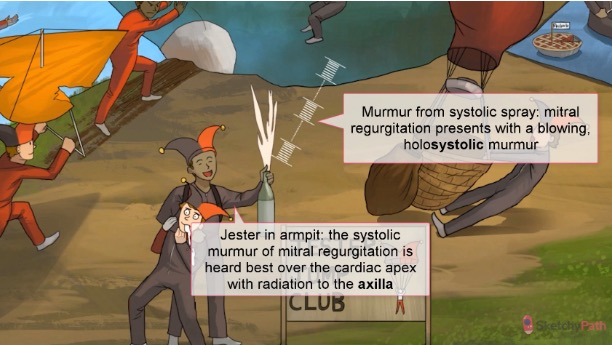 Murmur from systolic spray: mitral
regurgitation presents with a blowing,
holosystolic murmur
Jester in armpit: the systolic
murmur of mitral regurgitation is
heard best over the cardiac apex
with radiation to the axilla
CLUB
SketchyPath